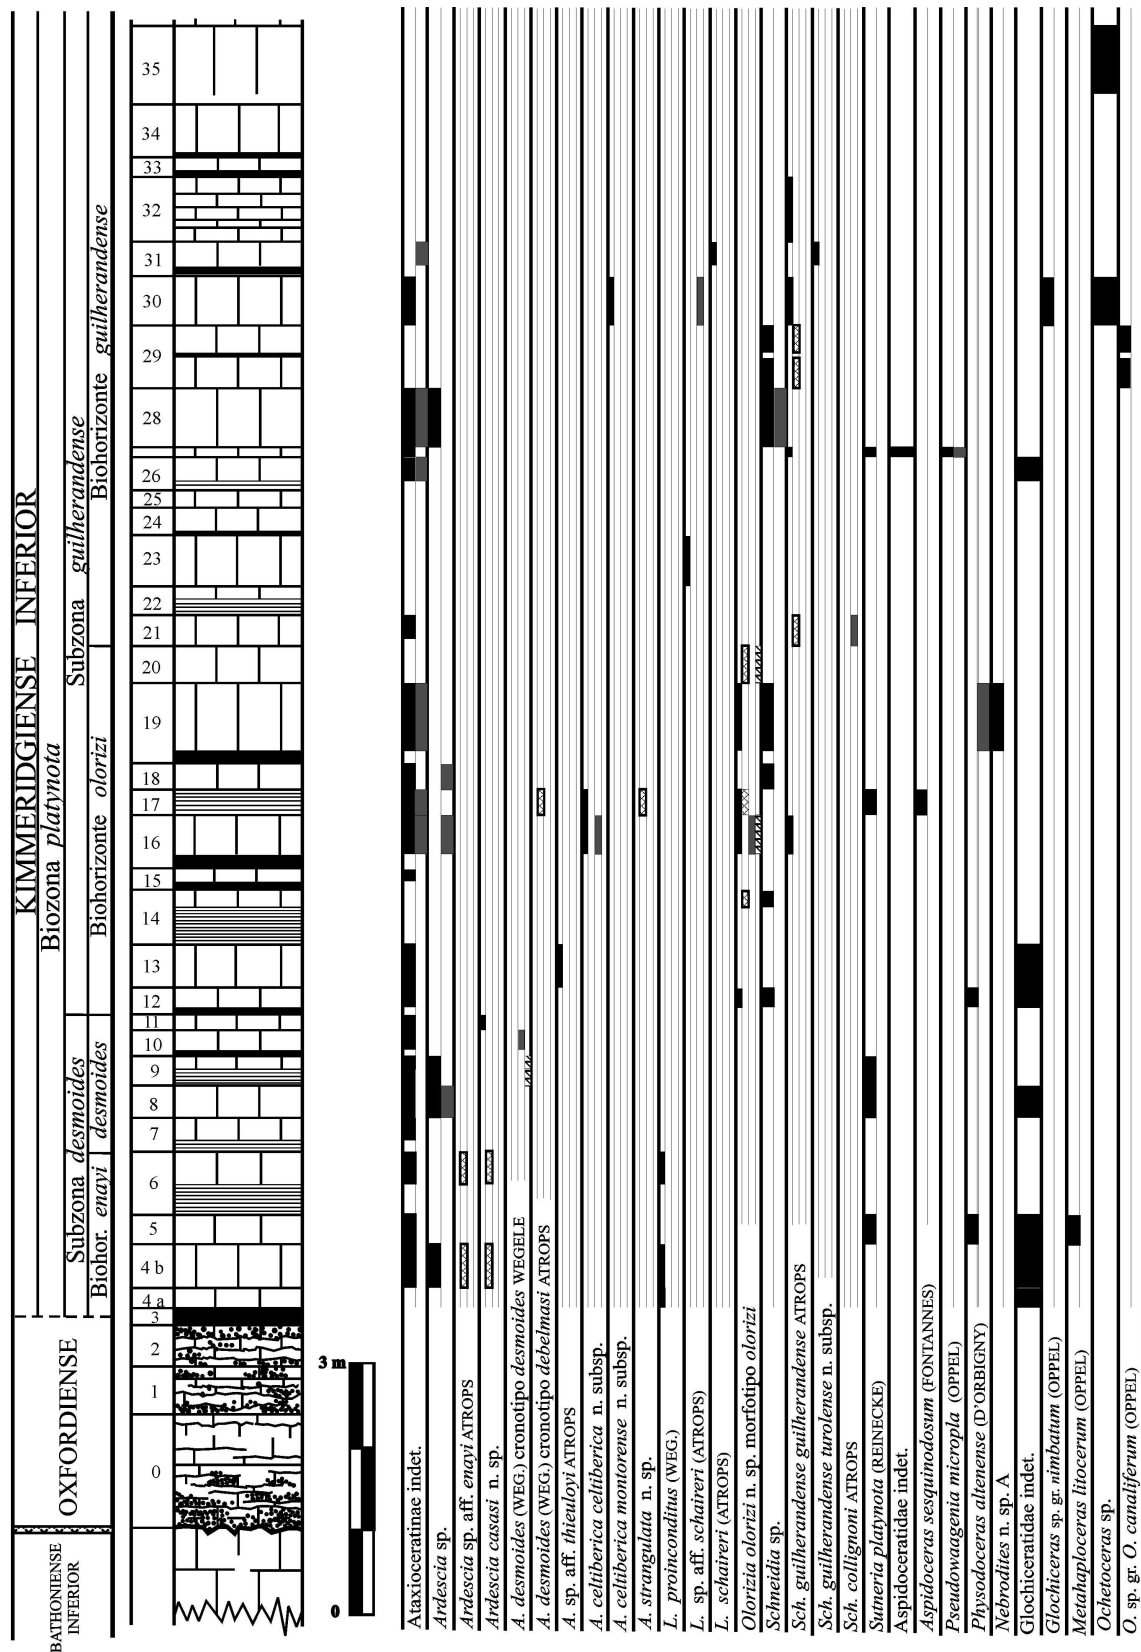 KIMMERIDGIENSE INFERIOR
Biozona platynota
Subzona desmoides
Subzona guilherandense
Biohor. enayi
desmoides
Biohorizonte olorizi
Biohorizonte guilherandense
OXFORDIENSE
BATHONIENSE
INFERIOR
35
34
33
32
31
30
29
28
26
25
24
23
22
21
20
19
18
17
16
15
14
13
12
11
10
9
8
7
6
5
4 b
4 a
3
2
1
0
3 m
0
Ataxioceratinae indet.
Ardescia sp.
Ardescia sp. aff. enayi ATROPS
Ardescia casasi n. sp.
A. desmoides (WEG.) cronotipo desmoides WEGELE
A. desmoides (WEG.) cronotipo debelmasi ATROPS
A. sp. aff. thieuloyi ATROPS
A. celtiberica celtiberica n. subsp.
A. celtiberica montorense n. subsp.
A. strangulata n. sp.
L. proinconditus (WEG.)
L. sp. aff. schaireri (ATROPS)
L. schaireri (ATROPS)
Olorizia olorizi n. sp. morfotipo olorizi
Schneidia sp.
Sch. guilherandense guilherandense ATROPS
Sch. guilherandense turolense n. subsp.
Sch. collignoni ATROPS
Sutneria platynota (REINECKE)
Aspidoceratidae indet.
Aspidoceras sesquinodosum (FONTANNES)
Pseudowaagenia micropla (OPPEL)
Physodoceras altenense (D'ORBIGNY)
Nebrodites n. sp. A
Glochiceratidae indet.
Glochiceras sp. gr. nimbatum (OPPEL)
Metahaploceras litocerum (OPPEL)
Ochetoceras sp.
O. sp. gr. O. canaliferum (OPPEL)